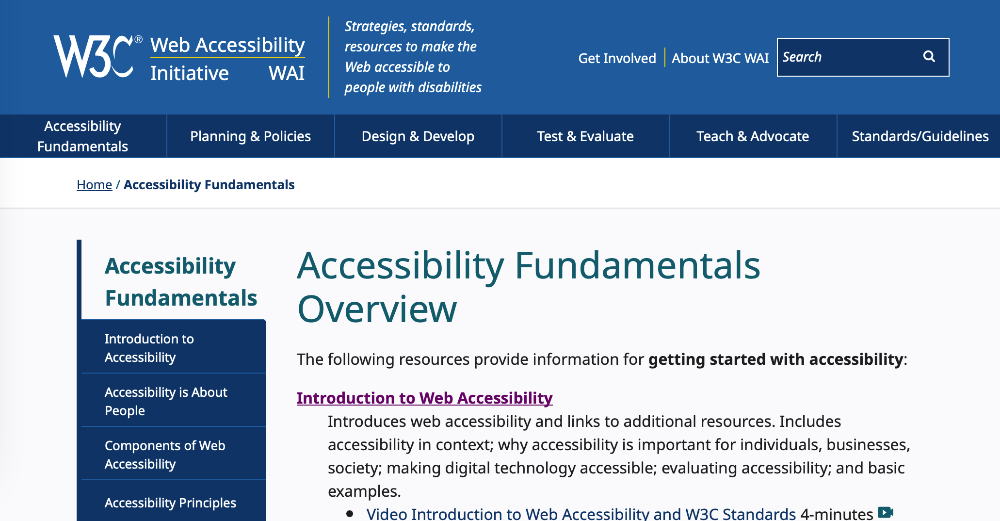 W3C® Web Accessibility
Initiative WAI
Strategies, standards,
resources to make the
Web accessible to
people with disabilities
Get Involved
About W3C WAI
Search
Accessibility
Fundamentals
Planning & Policies
Design & Develop
Test & Evaluate
Teach & Advocate
Standards/Guidelines
Home / Accessibility Fundamentals
Accessibility
Fundamentals
Introduction to
Accessibility
Accessibility is About
People
Components of Web
Accessibility
Accessibility Principles
Accessibility Fundamentals
Overview
The following resources provide information for getting started with accessibility:
Introduction to Web Accessibility
Introduces web accessibility and links to additional resources. Includes
accessibility in context; why accessibility is important for individuals, businesses,
society; making digital technology accessible; evaluating accessibility; and basic
examples.
• Video Introduction to Web Accessibility and W3C Standards 4-minutes